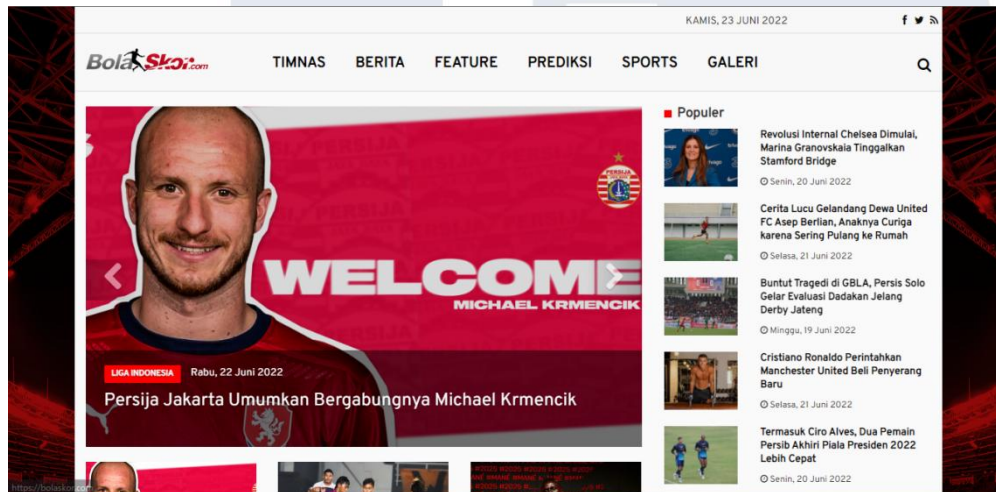 KAMIS, 23 JUNI 2022
BolaSkor.com
TIMNAS BERITA FEATURE PREDIKSI SPORTS GALERI
PERSIJA
WELCOME
MICHAEL KRMENCIK
LIGA INDONESIA Rabu, 22 Juni 2022
Persija Jakarta Umumkan Bergabungnya Michael Krmencik
Populer
Revolusi Internal Chelsea Dimulai,
Marina Granovskaia Tinggalkan
Stamford Bridge
Senin, 20 Juni 2022
Cerita Lucu Gelandang Dewa United
FC Asep Berlian, Anaknya Curiga
karena Sering Pulang ke Rumah
Selasa, 21 Juni 2022
Buntut Tragedi di GBLA, Persis Solo
Gelar Evaluasi Dadakan Jelang
Derby Jateng
Minggu, 19 Juni 2022
Cristiano Ronaldo Perintahkan
Manchester United Beli Penyerang
Baru
Selasa, 21 Juni 2022
Termasuk Ciro Alves, Dua Pemain
Persib Akhiri Piala Presiden 2022
Lebih Cepat
Senin, 20 Juni 2022
https://bolaskor.com